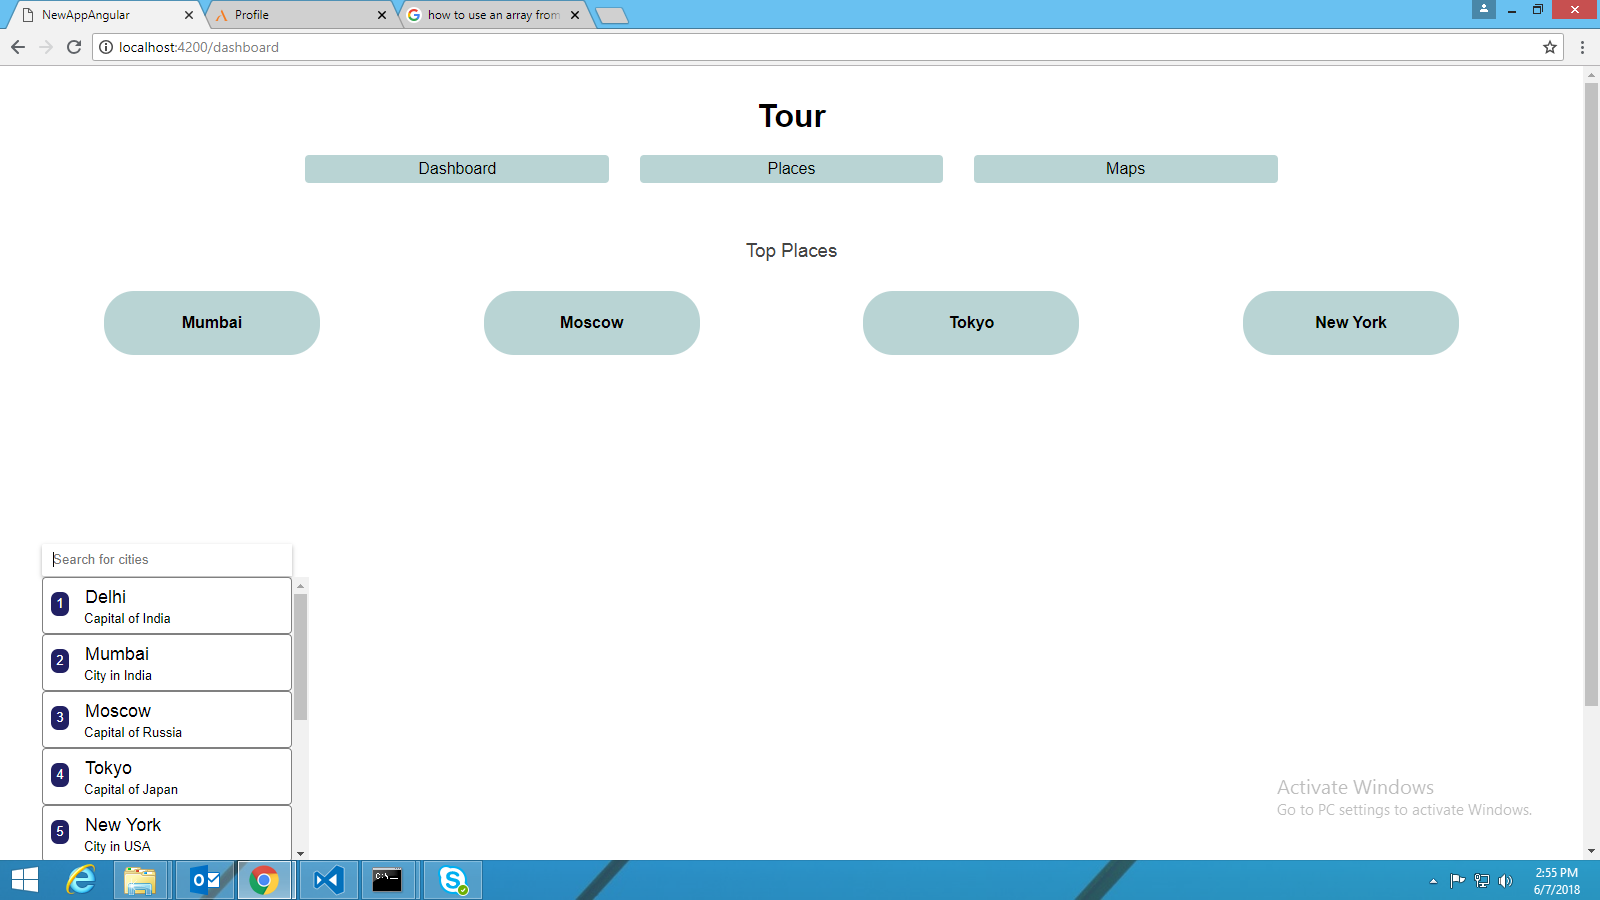 NewAppAngular
Profile
how to use an array from
localhost:4200/dashboard
Tour
Dashboard Places Maps
Top Places
Mumbai Moscow Tokyo New York
Search for cities
1 Delhi
Capital of India
2 Mumbai
City in India
3 Moscow
Capital of Russia
4 Tokyo
Capital of Japan
5 New York
City in USA
Activate Windows
Go to PC settings to activate Windows.
2:55 PM
6/7/2018